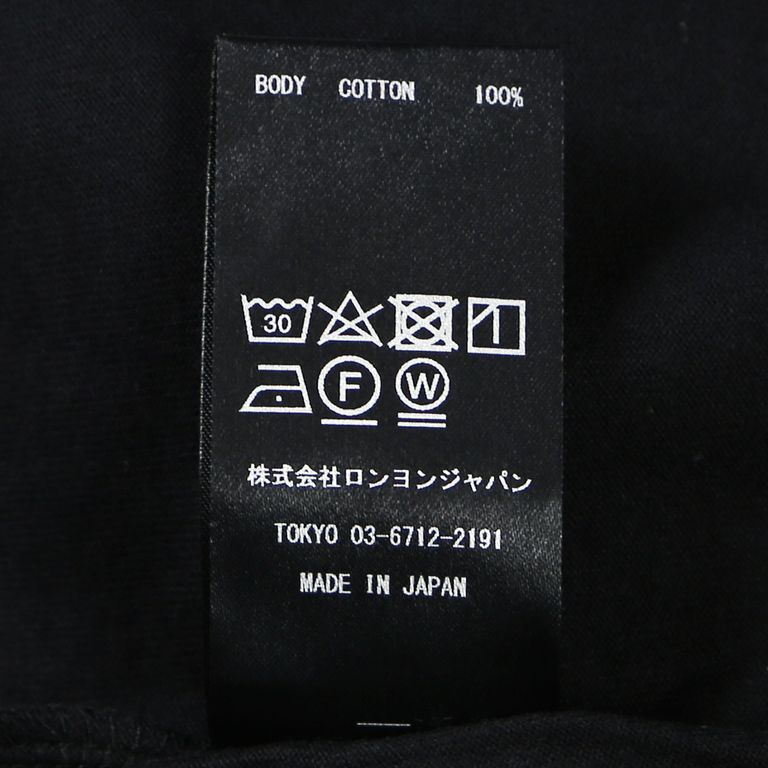 BODY COTTON 100%
30
F W
株式会社ロンヨンジャパン
TOKYO 03-6712-2191
MADE IN JAPAN